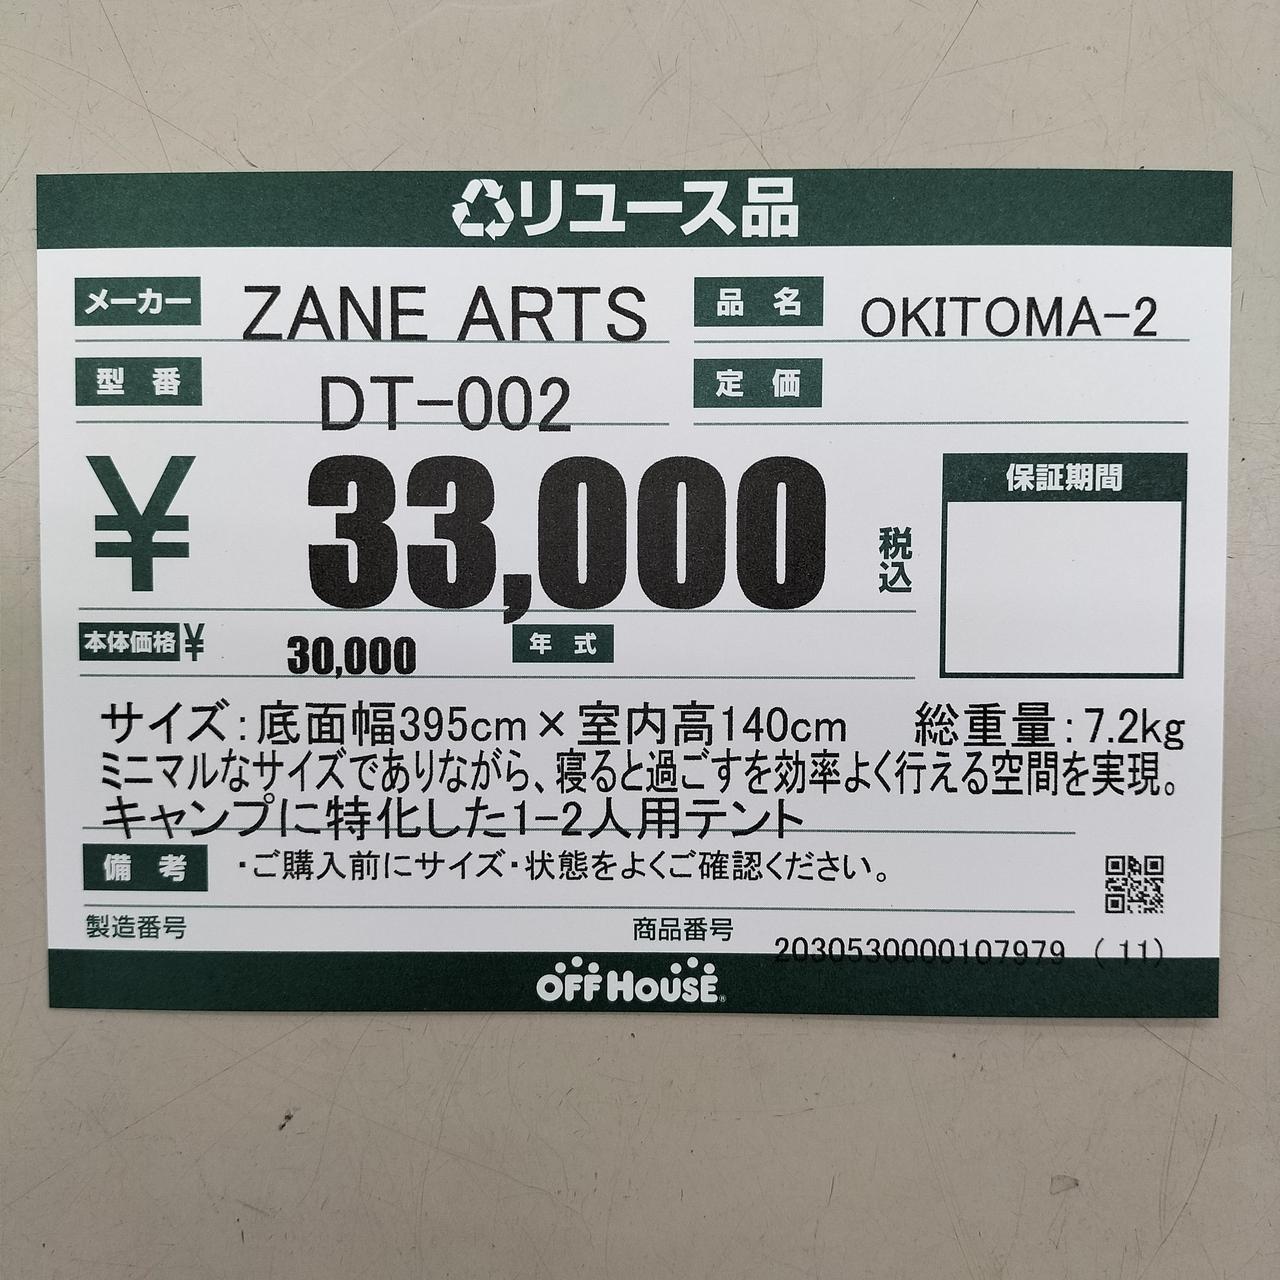 リユース品
メーカー ZANE ARTS 品名 OKITOMA-2
型番 DT-002 定価
¥33,000 税込 保証期間
本体価格 ¥ 30,000 年式
サイズ:底面幅395cm×室内高140cm 総重量:7.2kg
ミニマルなサイズでありながら、寝ると過ごすを効率よく行える空間を実現。
キャンプに特化した1-2人用テント
備考 ・ご購入前にサイズ・状態をよくご確認ください。
製造番号 商品番号 2030530000107979 (11)
OFF HOUSE®